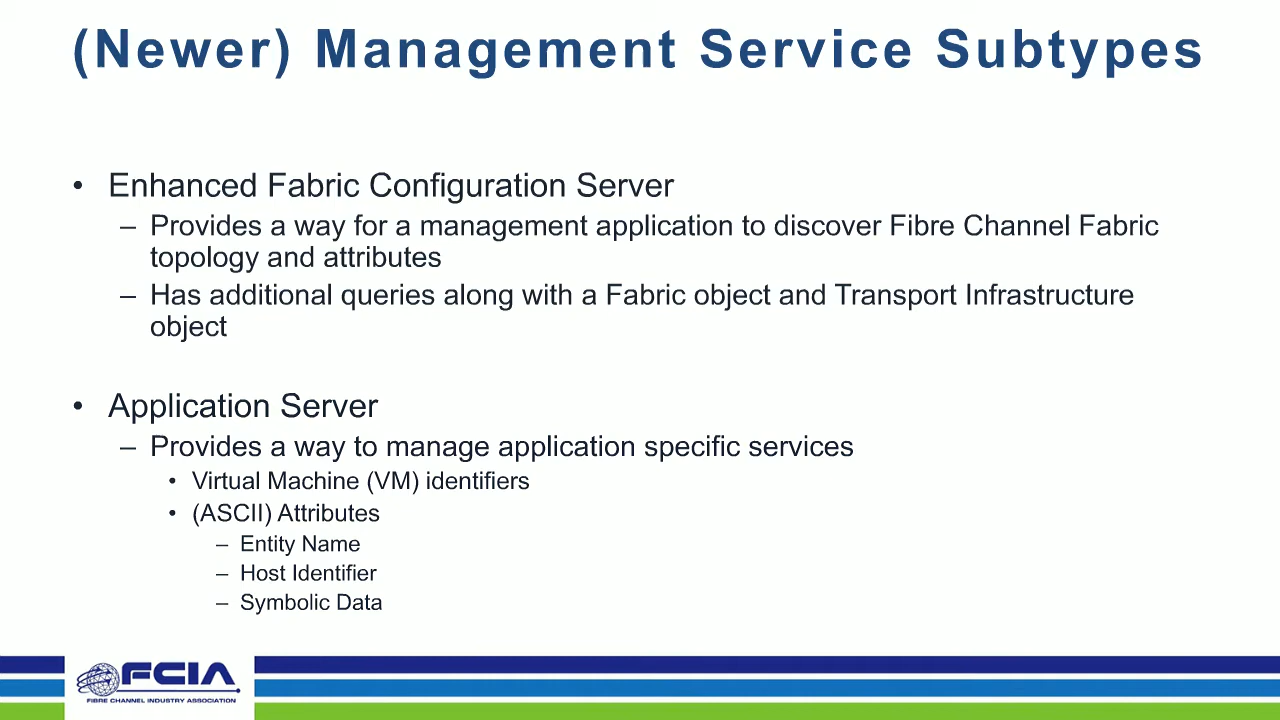 (Newer) Management Service Subtypes
• Enhanced Fabric Configuration Server
– Provides a way for a management application to discover Fibre Channel Fabric
topology and attributes
– Has additional queries along with a Fabric object and Transport Infrastructure
object
• Application Server
– Provides a way to manage application specific services
• Virtual Machine (VM) identifiers
• (ASCII) Attributes
– Entity Name
– Host Identifier
– Symbolic Data
FCIA
FIBRE CHANNEL INDUSTRY ASSOCIATION